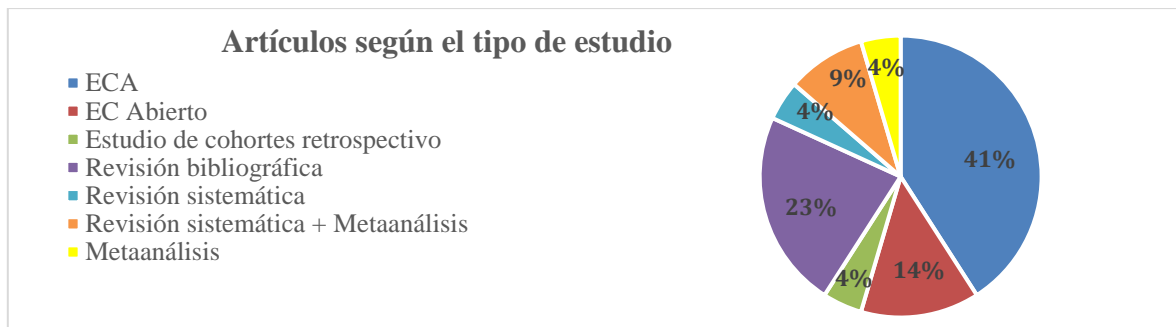 Artículos según el tipo de estudio
ECA
EC Abierto
Estudio de cohortes retrospectivo
Revisión bibliográfica
Revisión sistemática
Revisión sistemática + Metaanálisis
Metaanálisis
41%
14%
4%
23%
4%
9%
4%